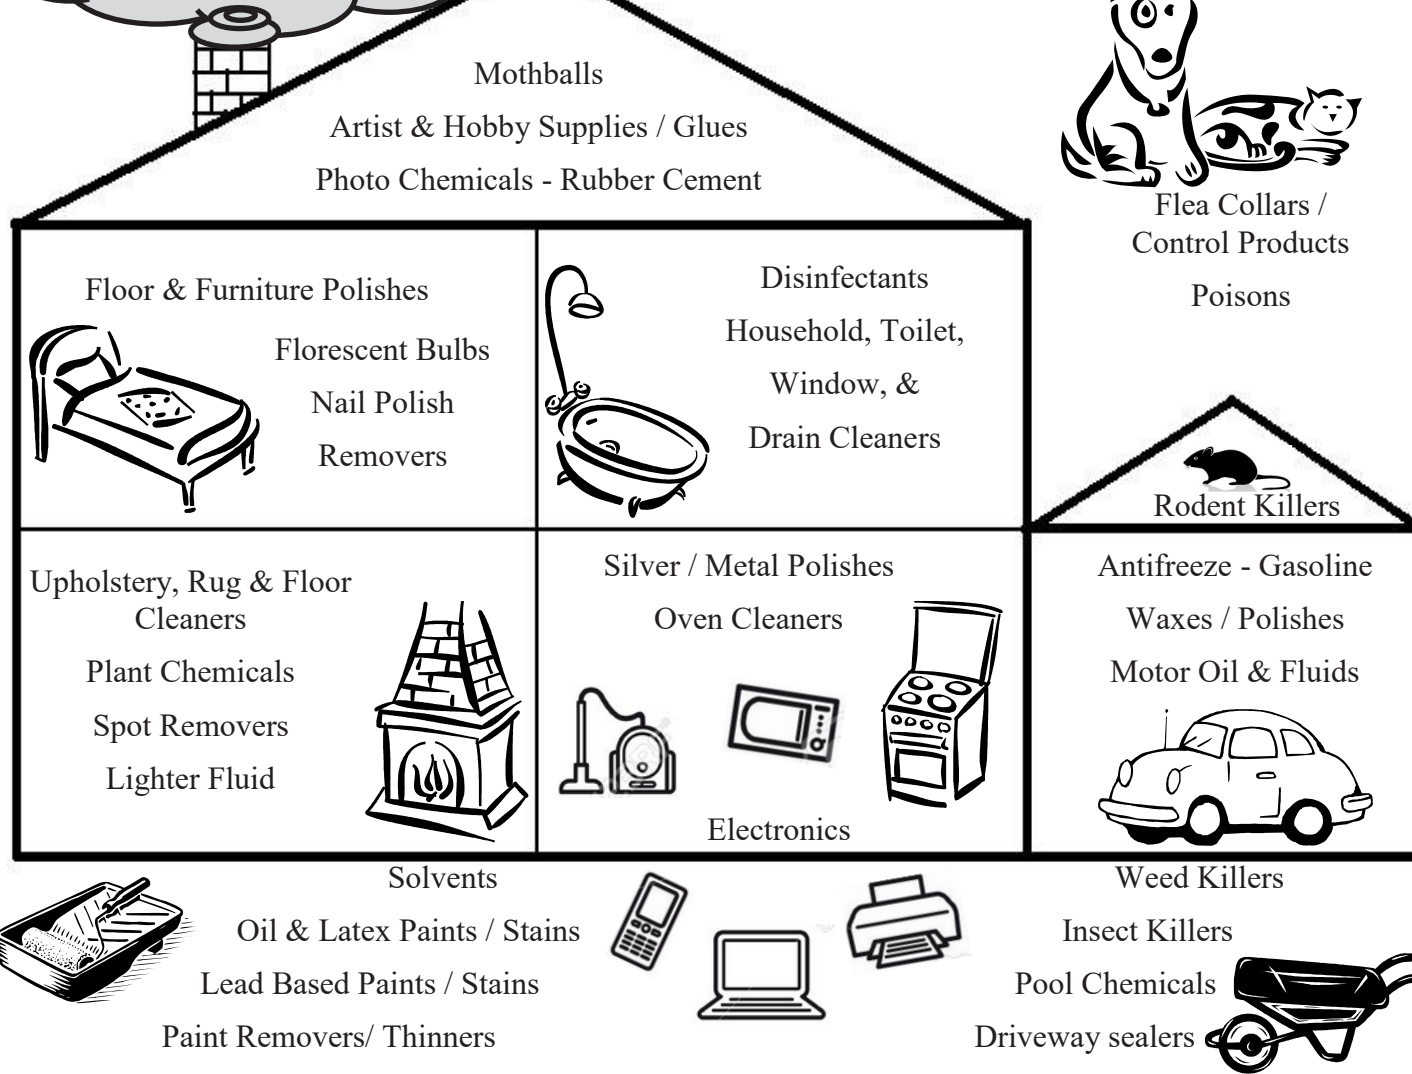 Mothballs
Artist & Hobby Supplies / Glues
Photo Chemicals - Rubber Cement
Flea Collars /
Control Products
Poisons
Floor & Furniture Polishes
Florescent Bulbs
Nail Polish
Removers
Disinfectants
Household, Toilet,
Window, &
Drain Cleaners
Rodent Killers
Upholstery, Rug & Floor
Cleaners
Plant Chemicals
Spot Removers
Lighter Fluid
Silver / Metal Polishes
Oven Cleaners
Electronics
Antifreeze - Gasoline
Waxes / Polishes
Motor Oil & Fluids
Solvents
Oil & Latex Paints / Stains
Lead Based Paints / Stains
Paint Removers/ Thinners
Weed Killers
Insect Killers
Pool Chemicals
Driveway sealers